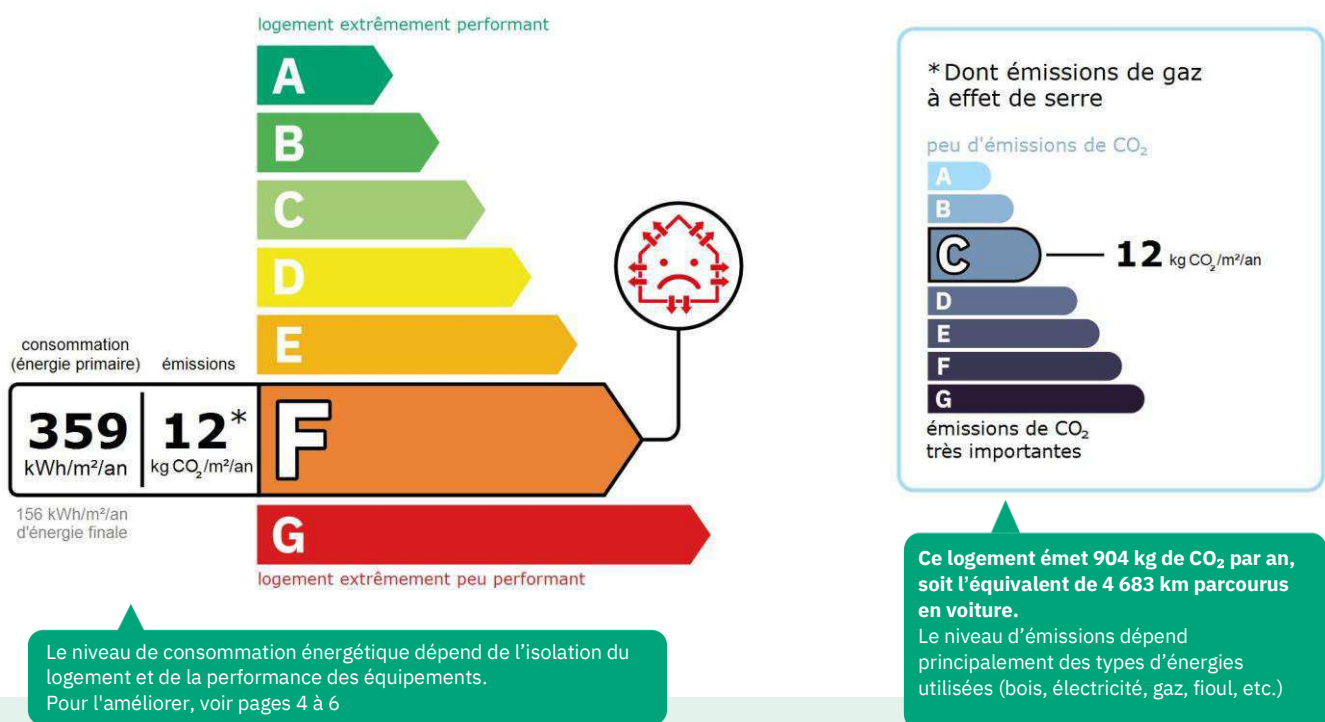 logement extrêmement performant
A
B
C
D
E
consommation
(énergie primaire)
émissions
359
kWh/m²/an
12*
kg CO₂/m²/an
F
156 kWh/m²/an
d'énergie finale
G
logement extrêmement peu performant
Le niveau de consommation énergétique dépend de l'isolation du
logement et de la performance des équipements.
Pour l'améliorer, voir pages 4 à 6
*Dont émissions de gaz
à effet de serre
peu d'émissions de CO₂
A
B
C
12 kg CO₂/m²/an
D
E
F
G
émissions de CO₂
très importantes
Ce logement émet 904 kg de CO₂ par an,
soit l'équivalent de 4 683 km parcourus
en voiture.
Le niveau d'émissions dépend
principalement des types d'énergies
utilisées (bois, électricité, gaz, fioul, etc.)